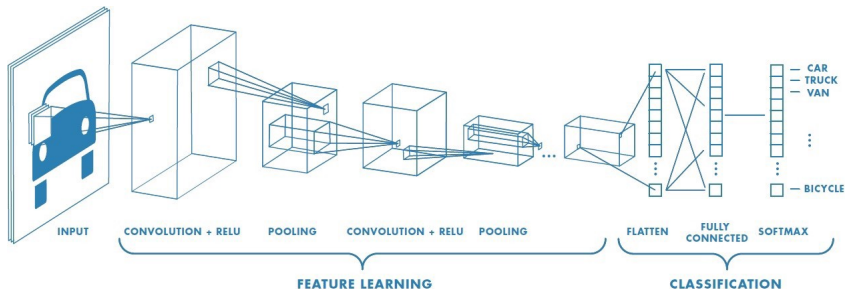 CAR
TRUCK
VAN
BICYCLE
INPUT
CONVOLUTION + RELU
POOLING
CONVOLUTION + RELU
POOLING
FLATTEN
FULLY
CONNECTED
SOFTMAX
FEATURE LEARNING
CLASSIFICATION